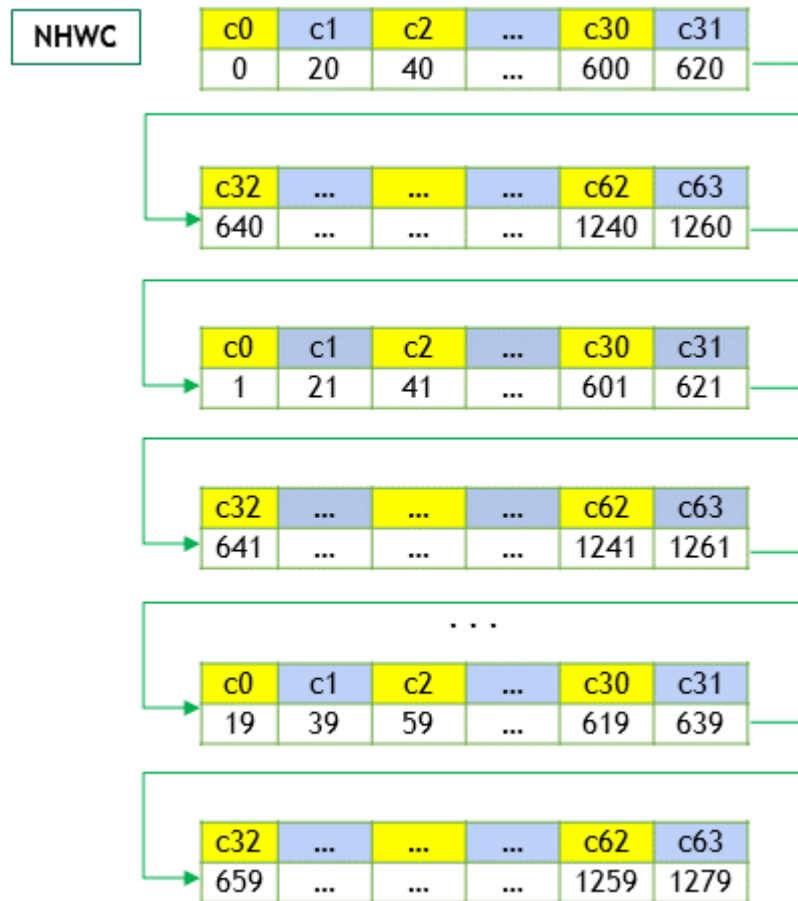 NHWC
c0 c1 c2 ... c30 c31
0 20 40 ... 600 620
c32 ... ... ... c62 c63
640 ... ... ... 1240 1260
c0 c1 c2 ... c30 c31
1 21 41 ... 601 621
c32 ... ... ... c62 c63
641 ... ... ... 1241 1261
...
c0 c1 c2 ... c30 c31
19 39 59 ... 619 639
c32 ... ... ... c62 c63
659 ... ... ... 1259 1279